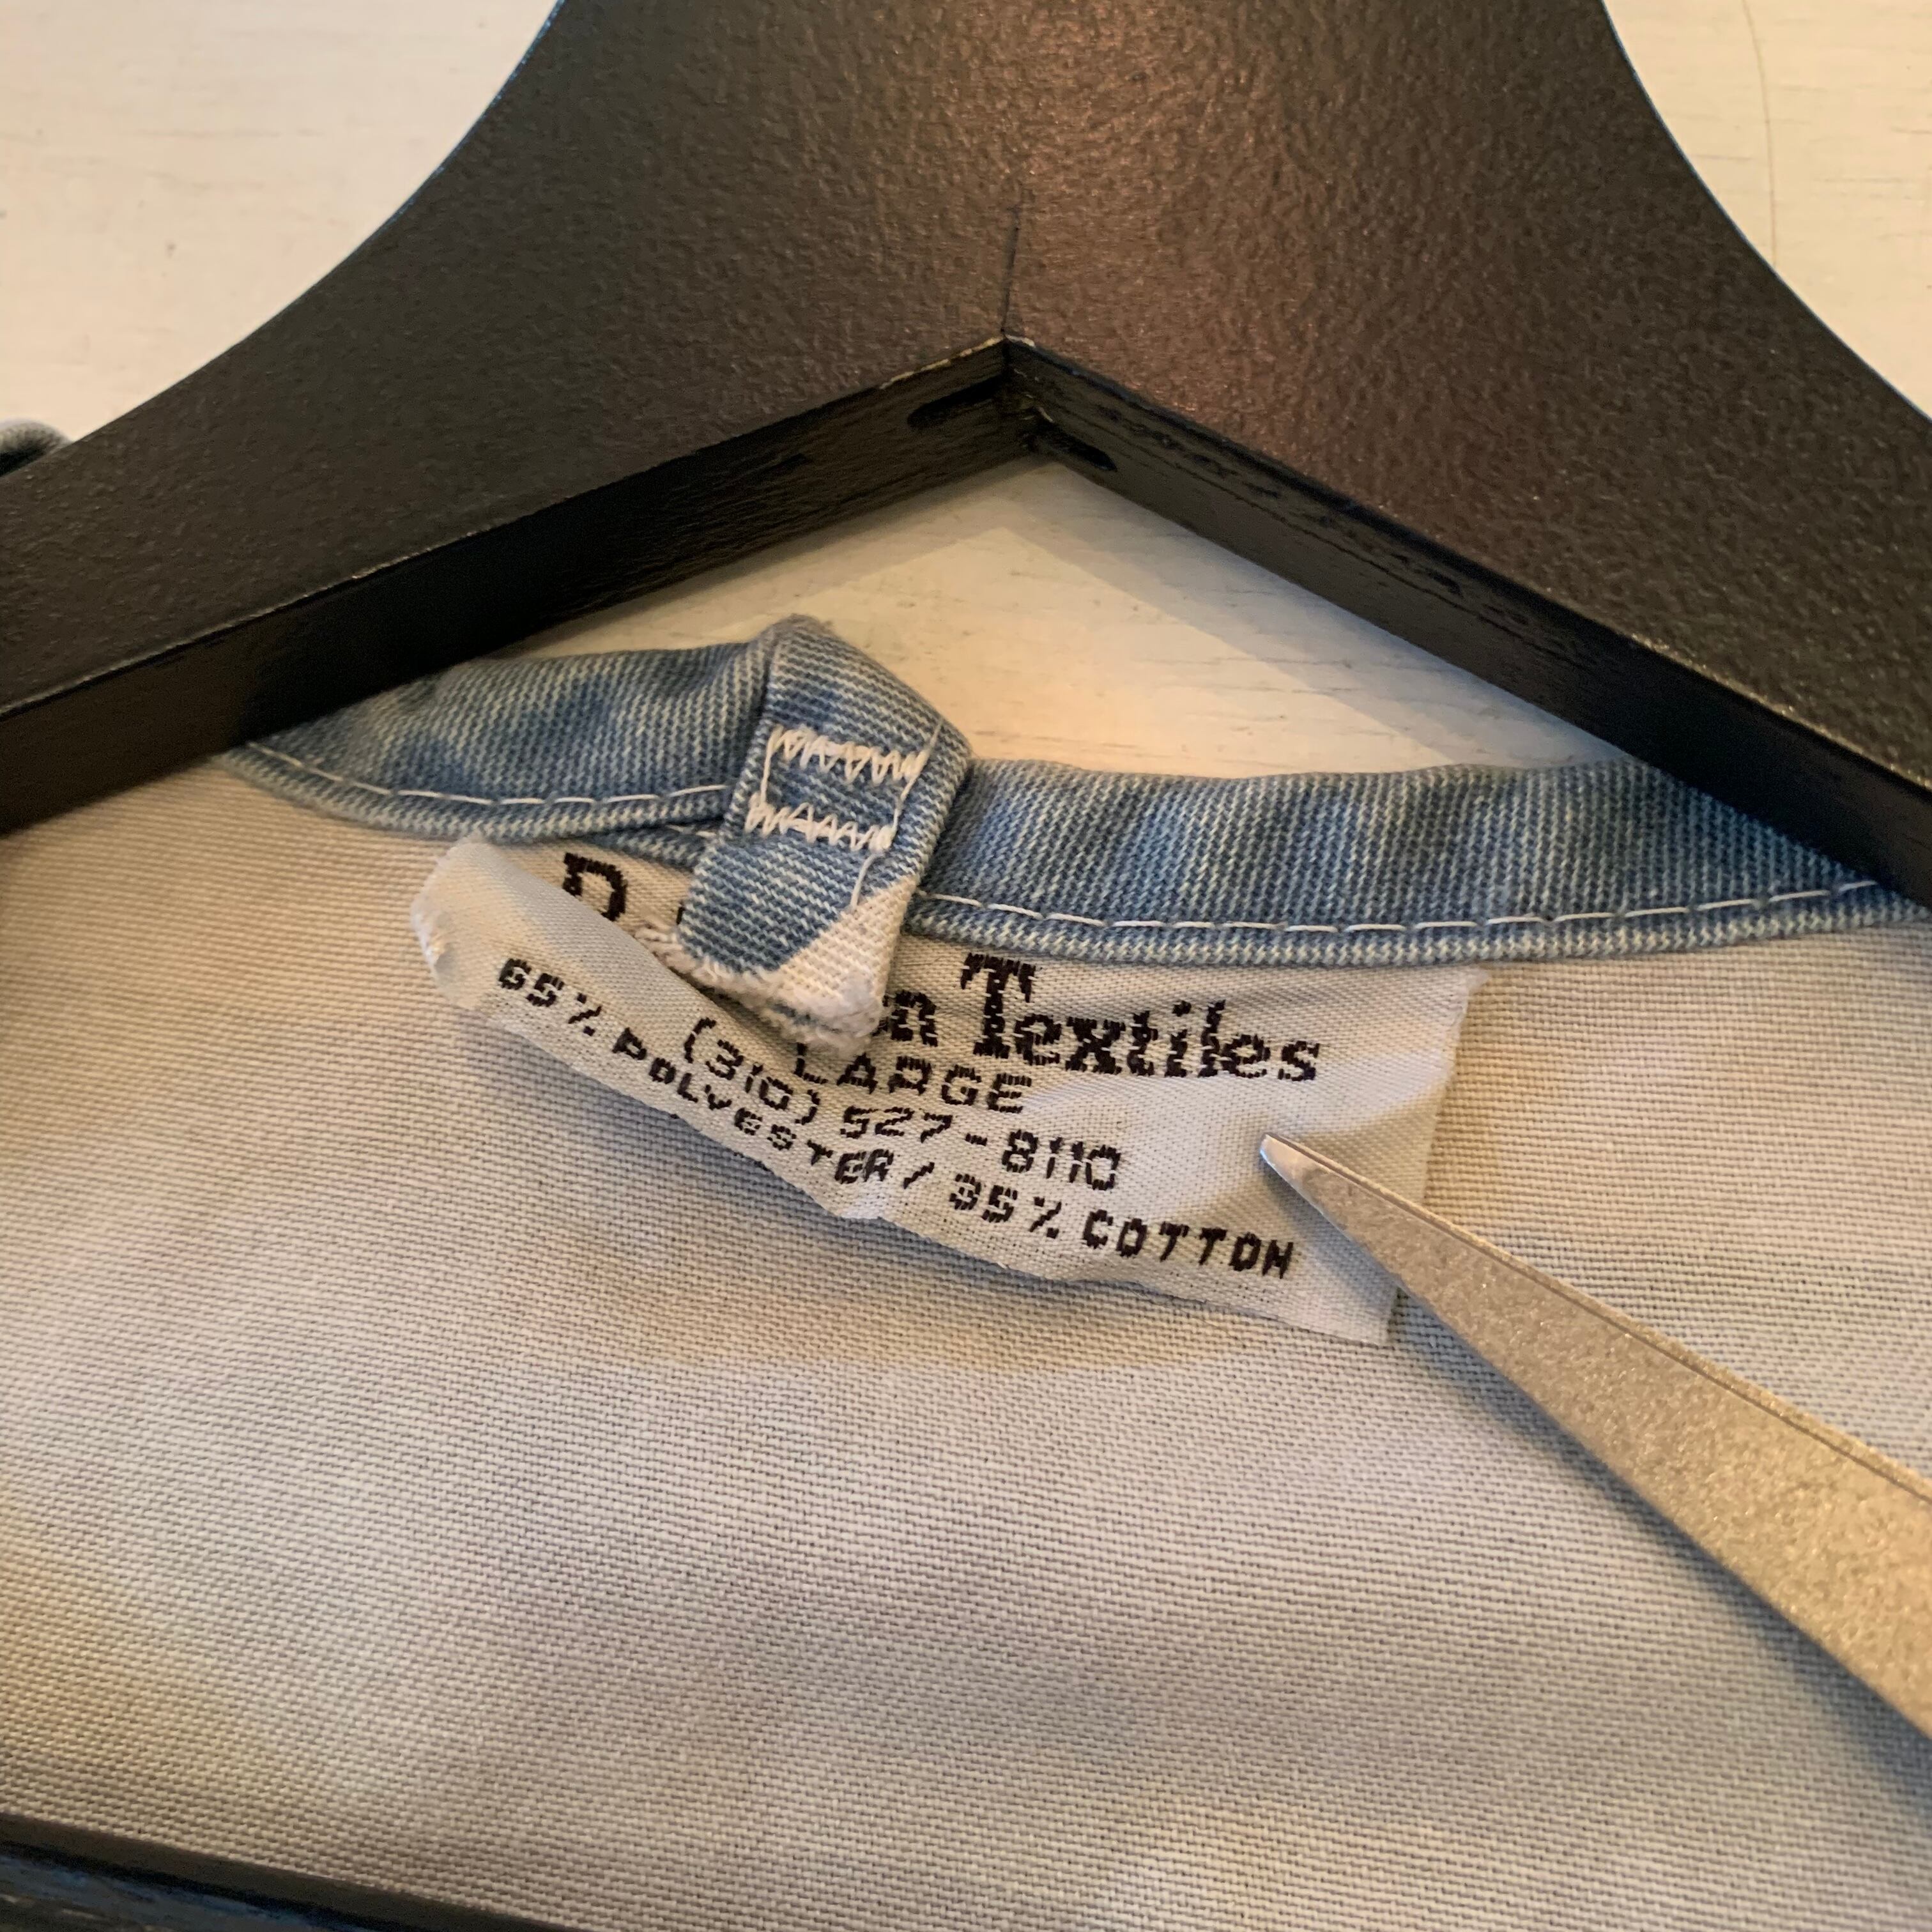 Textiles
LARGE
(310) 527-8110
65% POLYESTER / 35% COTTON